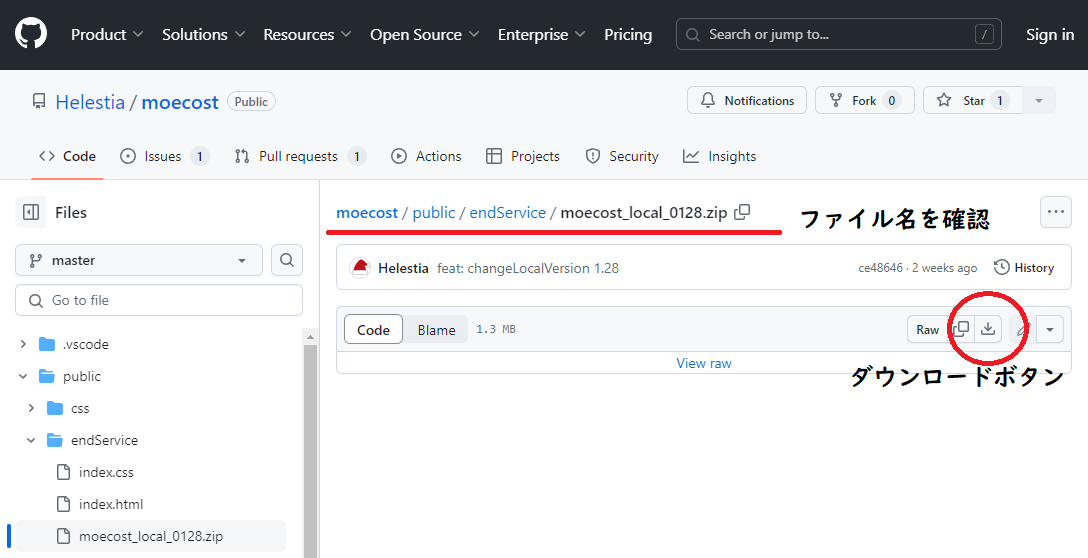 Product Solutions Resources Open Source Enterprise Pricing Search or jump to... / Sign in
Helestia / moecost Public Notifications Fork 0 Star 1
Code Issues 1 Pull requests 1 Actions Projects Security Insights
Files
master
Go to file
.vscode
public
css
endService
index.css
index.html
moecost_local_0128.zip
moecost / public / endService / moecost_local_0128.zip ファイル名を確認
Helestia feat: changeLocalVersion 1.28 ce48646 · 2 weeks ago History
Code Blame 1.3 MB Raw
View raw
ダウンロードボタン